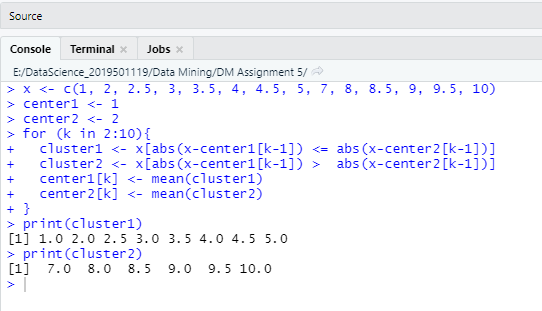 Source
Console Terminal × Jobs ×
E:/DataScience_2019501119/Data Mining/DM Assignment 5/
> x <- c(1, 2, 2.5, 3, 3.5, 4, 4.5, 5, 7, 8, 8.5, 9, 9.5, 10)
> center1 <- 1
> center2 <- 2
> for (k in 2:10){
+   cluster1 <- x[abs(x-center1[k-1]) <= abs(x-center2[k-1])]
+   cluster2 <- x[abs(x-center1[k-1]) >  abs(x-center2[k-1])]
+   center1[k] <- mean(cluster1)
+   center2[k] <- mean(cluster2)
+ }
> print(cluster1)
[1] 1.0 2.0 2.5 3.0 3.5 4.0 4.5 5.0
> print(cluster2)
[1]  7.0  8.0  8.5  9.0  9.5 10.0
>